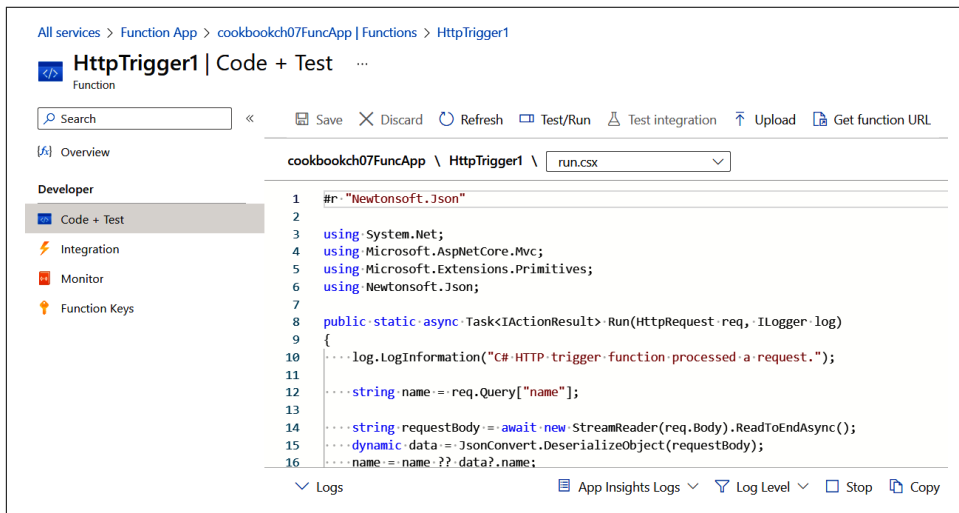 All services > Function App > cookbookch07FuncApp | Functions > HttpTrigger1
HttpTrigger1 | Code + Test ...
Function
Search «
Overview
Developer
Code + Test
Integration
Monitor
Function Keys
Save Discard Refresh Test/Run Test integration Upload Get function URL
cookbookch07FuncApp \ HttpTrigger1 \ run.csx
1 #r "Newtonsoft.Json"
2
3 using System.Net;
4 using Microsoft.AspNetCore.Mvc;
5 using Microsoft.Extensions.Primitives;
6 using Newtonsoft.Json;
7
8 public static async Task<IActionResult> Run(HttpRequest req, ILogger log)
9 {
10 log.LogInformation("C# HTTP trigger function processed a request.");
11
12 string name = req.Query["name"];
13
14 string requestBody = await new StreamReader(req.Body).ReadToEndAsync();
15 dynamic data = JsonConvert.DeserializeObject(requestBody);
16 name = name ?? data?.name;
Logs App Insights Logs Log Level Stop Copy